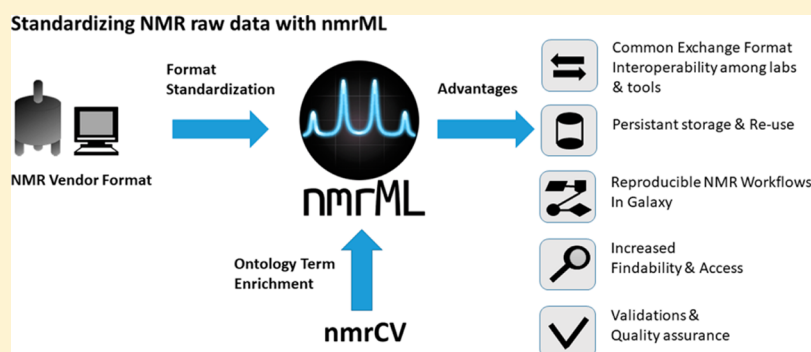 Standardizing NMR raw data with nmrML
Format
Standardization
NMR Vendor Format
nmrML
Ontology Term
Enrichment
nmrCV
Advantages
Common Exchange Format
Interoperability among labs
& tools
Persistant storage & Re-use
Reproducible NMR Workflows
In Galaxy
Increased
Findability & Access
Validations &
Quality assurance